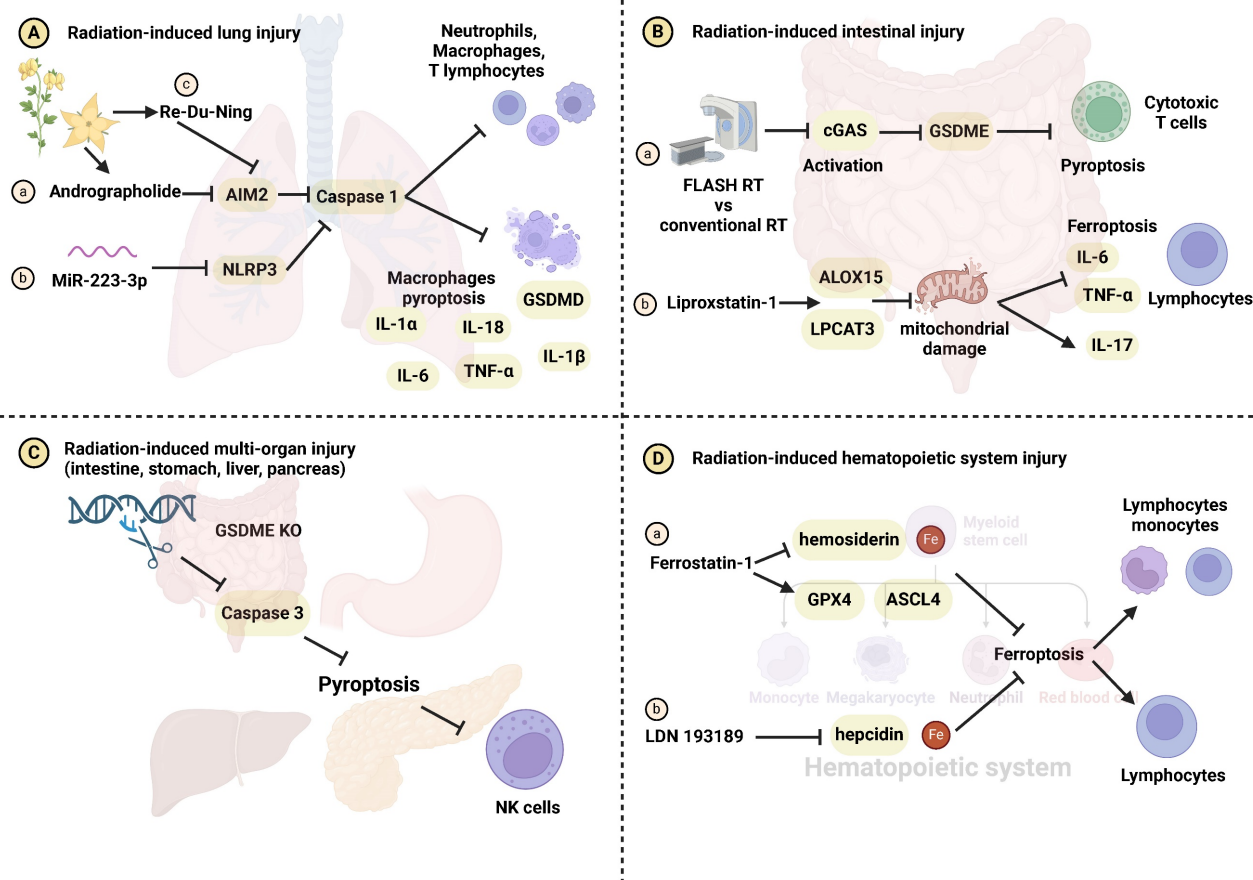 A
Radiation-induced lung injury
Neutrophils,
Macrophages,
T lymphocytes
c
Re-Du-Ning
a
Andrographolide
AIM2
Caspase 1
b
MiR-223-3p
NLRP3
Macrophages
pyroptosis
GSDMD
IL-1α
IL-18
IL-1β
IL-6
TNF-α
B
Radiation-induced intestinal injury
a
FLASH RT
vs
conventional RT
cGAS
Activation
GSDME
Cytotoxic
T cells
Pyroptosis
b
Liproxstatin-1
ALOX15
LPCAT3
mitochondrial
damage
Ferroptosis
IL-6
TNF-α
IL-17
Lymphocytes
C
Radiation-induced multi-organ injury
(intestine, stomach, liver, pancreas)
GSDME KO
Caspase 3
Pyroptosis
NK cells
D
Radiation-induced hematopoietic system injury
a
Ferrostatin-1
hemosiderin
Fe
Myeloid
stem cell
GPX4
ASCL4
Lymphocytes
monocytes
Ferroptosis
Monocyte
Megakaryocyte
Neutrophil
Red blood cell
b
LDN 193189
hepcidin
Fe
Hematopoietic system
Lymphocytes